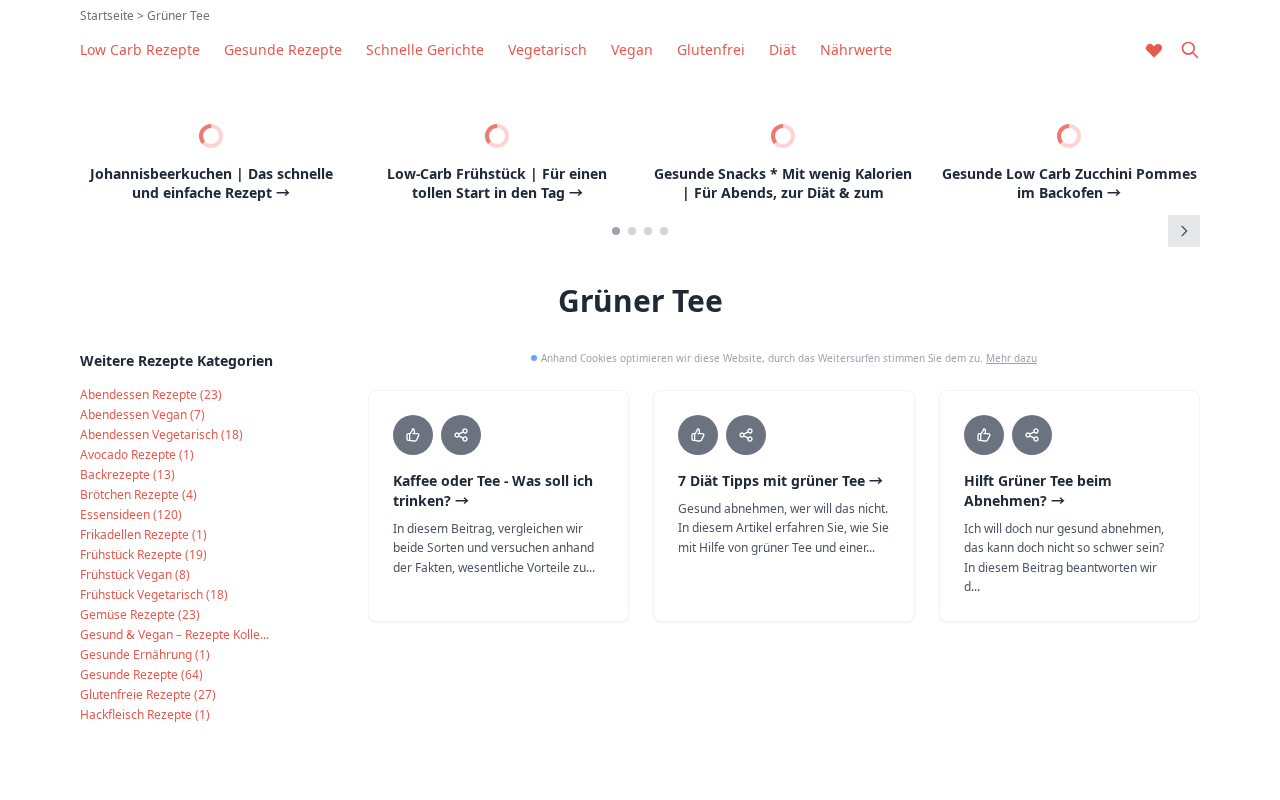 Startseite > Grüner Tee
Low Carb Rezepte Gesunde Rezepte Schnelle Gerichte Vegetarisch Vegan Glutenfrei Diät Nährwerte
Johannisbeerkuchen | Das schnelle
und einfache Rezept →
Low-Carb Frühstück | Für einen
tollen Start in den Tag →
Gesunde Snacks * Mit wenig Kalorien
| Für Abends, zur Diät & zum
Gesunde Low Carb Zucchini Pommes
im Backofen →
Grüner Tee
Weitere Rezepte Kategorien
Abendessen Rezepte (23)
Abendessen Vegan (7)
Abendessen Vegetarisch (18)
Avocado Rezepte (1)
Backrezepte (13)
Brötchen Rezepte (4)
Essensideen (120)
Frikadellen Rezepte (1)
Frühstück Rezepte (19)
Frühstück Vegan (8)
Frühstück Vegetarisch (18)
Gemüse Rezepte (23)
Gesund & Vegan – Rezepte Kolle...
Gesunde Ernährung (1)
Gesunde Rezepte (64)
Glutenfreie Rezepte (27)
Hackfleisch Rezepte (1)
Anhand Cookies optimieren wir diese Website, durch das Weitersurfen stimmen Sie dem zu. Mehr dazu
Kaffee oder Tee - Was soll ich
trinken? →
In diesem Beitrag, vergleichen wir
beide Sorten und versuchen anhand
der Fakten, wesentliche Vorteile zu...
7 Diät Tipps mit grüner Tee →
Gesund abnehmen, wer will das nicht.
In diesem Artikel erfahren Sie, wie Sie
mit Hilfe von grüner Tee und einer...
Hilft Grüner Tee beim
Abnehmen? →
Ich will doch nur gesund abnehmen,
das kann doch nicht so schwer sein?
In diesem Beitrag beantworten wir
d...